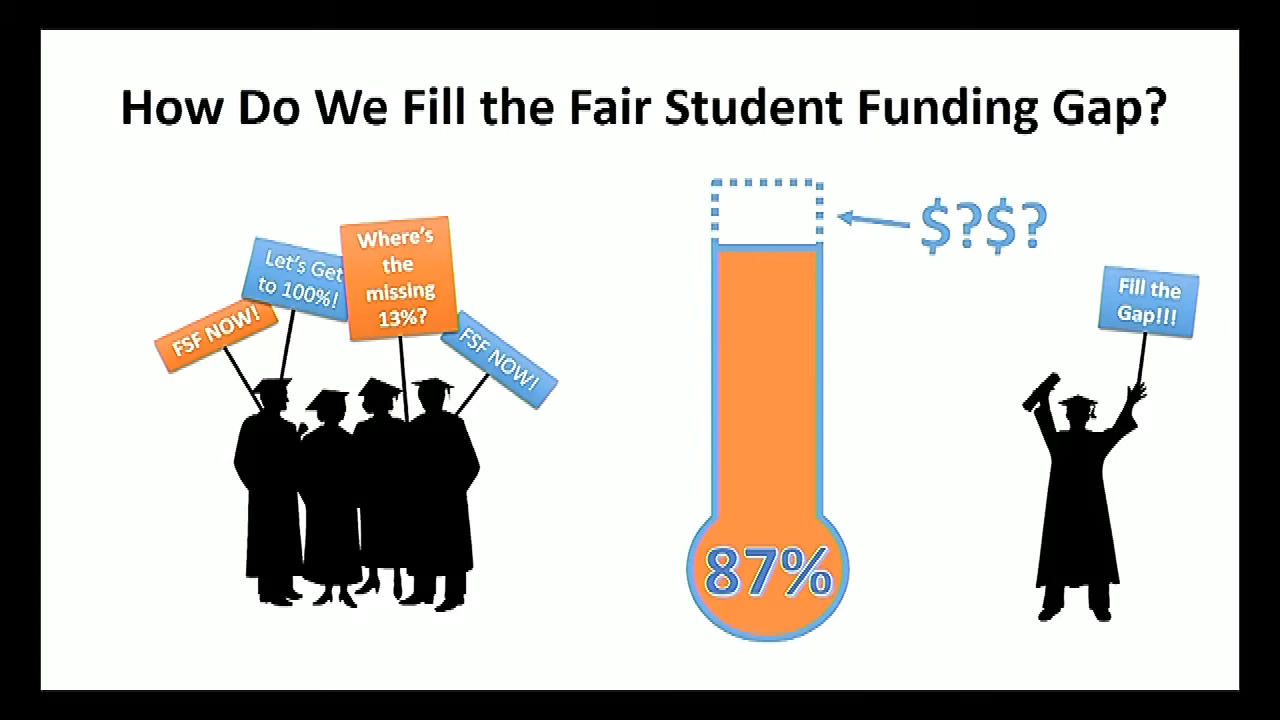 How Do We Fill the Fair Student Funding Gap?
$?$?
Where's
the
missing
13%?
Let's Get
to 100%!
FSF NOW!
FSF NOW!
Fill the
Gap!!!
87%